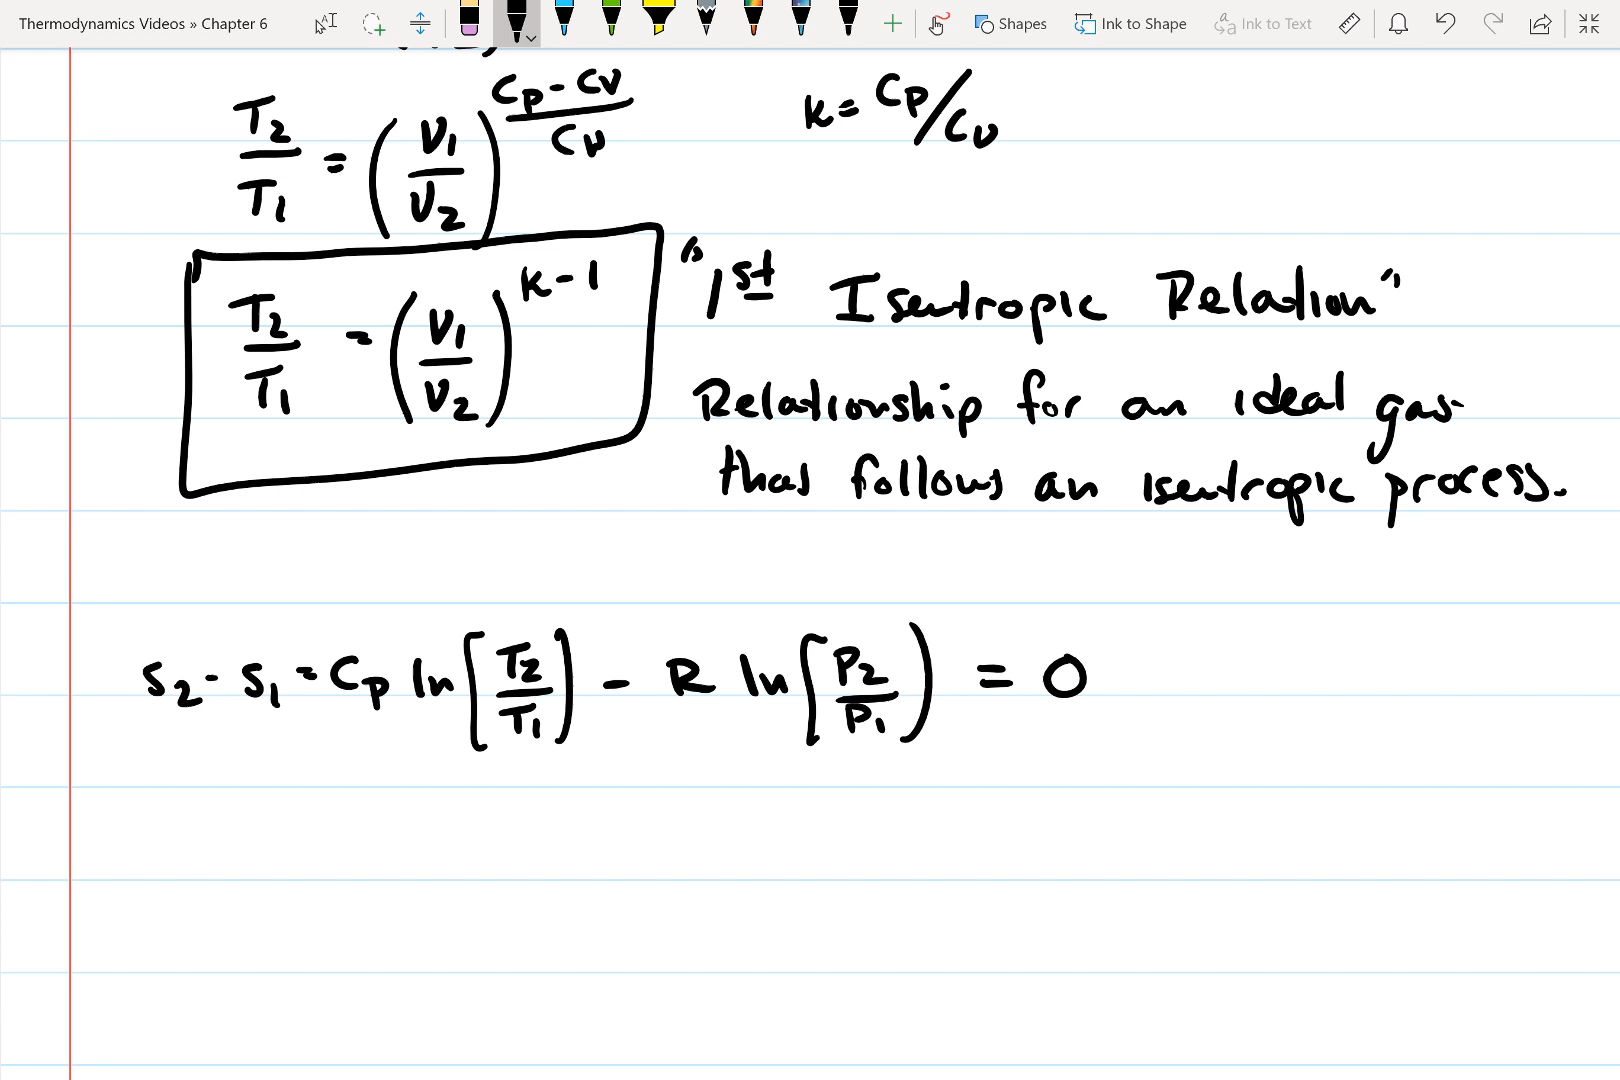 Thermodynamics Videos » Chapter 6
Shapes
Ink to Shape
Ink to Text
T2/T1 = (V1/V2)^((Cp-Cv)/Cv)   k = Cp/Cv
T2/T1 = (V1/V2)^(k-1)   "1st Isentropic Relation"
Relationship for an ideal gas
that follows an isentropic process.
s2 - s1 = Cp ln[T2/T1) - R ln[P2/P1) = 0